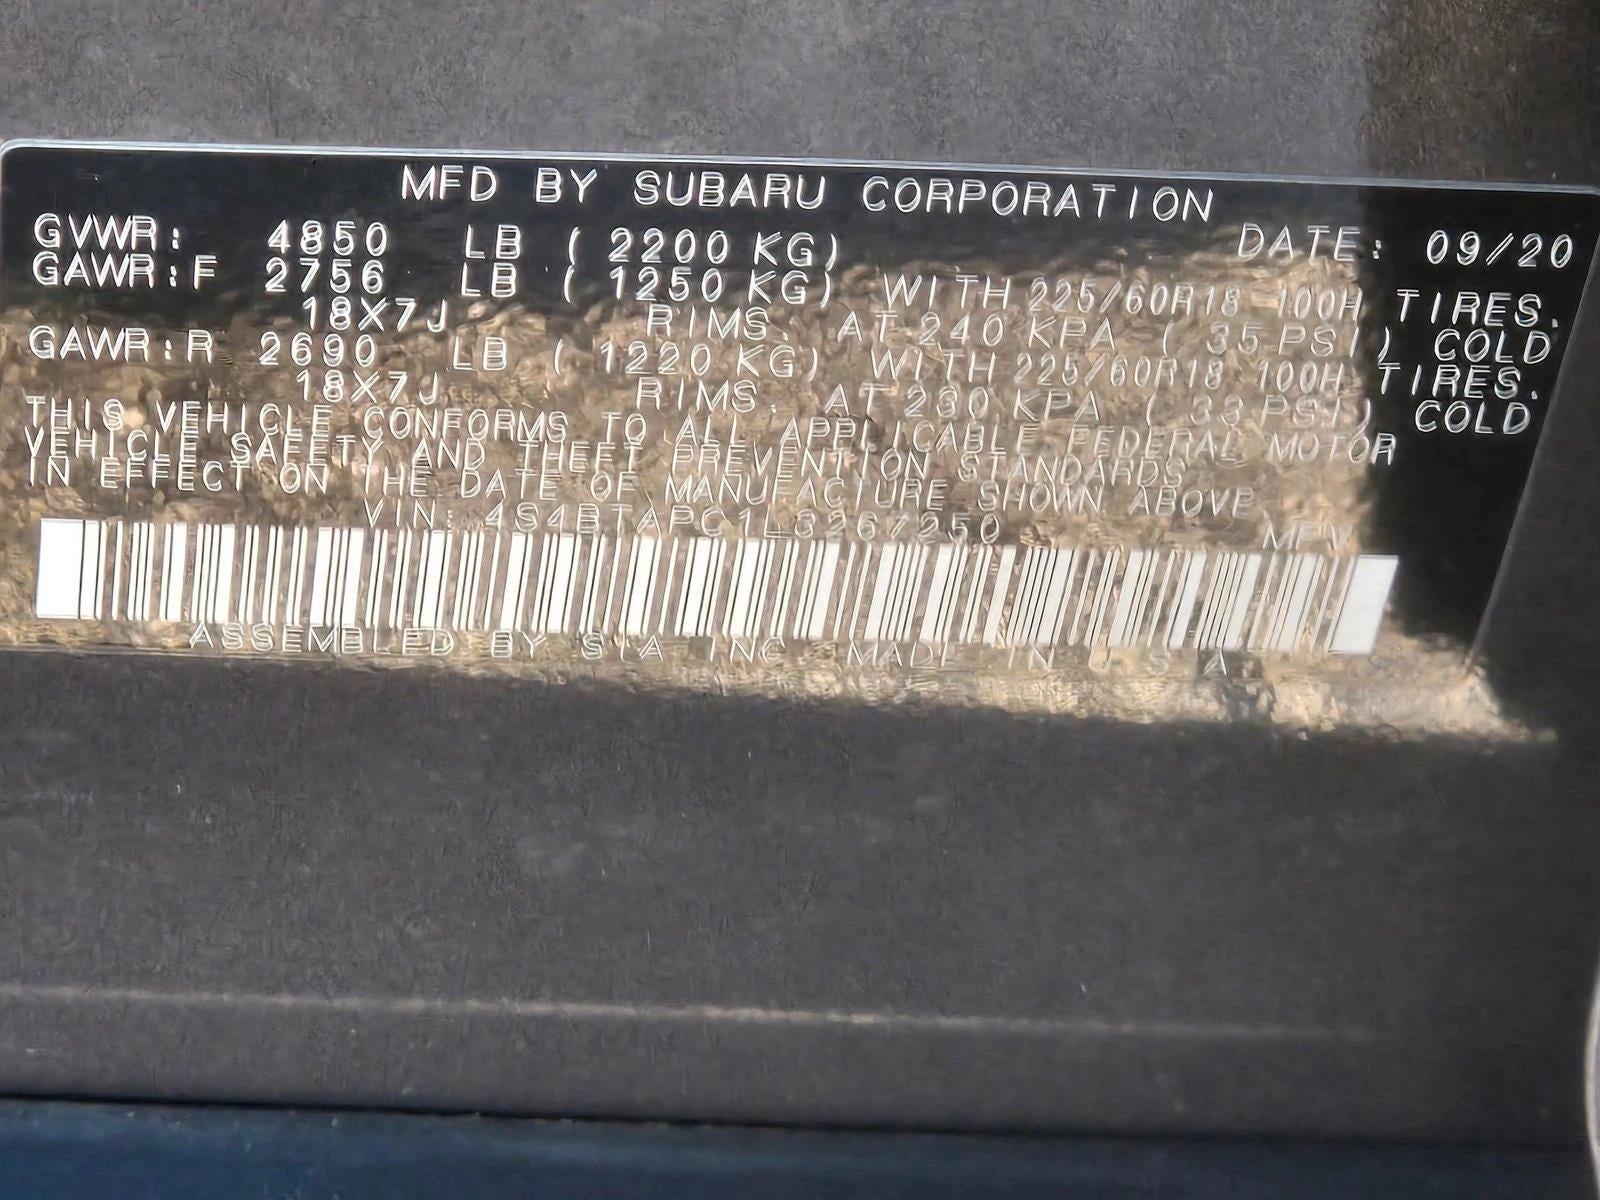 MFD BY SUBARU CORPORATION
GVWR: 4850 LB ( 2200 KG) DATE: 09/20
GAWR:F 2756 LB ( 1250 KG) WITH 225/60R18 100H TIRES.
18X7J RIMS. AT 240 KPA ( 35 PSI) COLD
GAWR:R 2690 LB ( 1220 KG) WITH 225/60R18 100H TIRES.
18X7J RIMS. AT 230 KPA ( 33 PSI) COLD
THIS VEHICLE CONFORMS TO ALL APPLICABLE FEDERAL MOTOR
VEHICLE SAFETY AND THEFT PREVENTION STANDARDS
IN EFFECT ON THE DATE OF MANUFACTURE SHOWN ABOVE
VIN: 4S4BTAPC1L3267250
ASSEMBLED BY SIA INC. MADE IN U S A